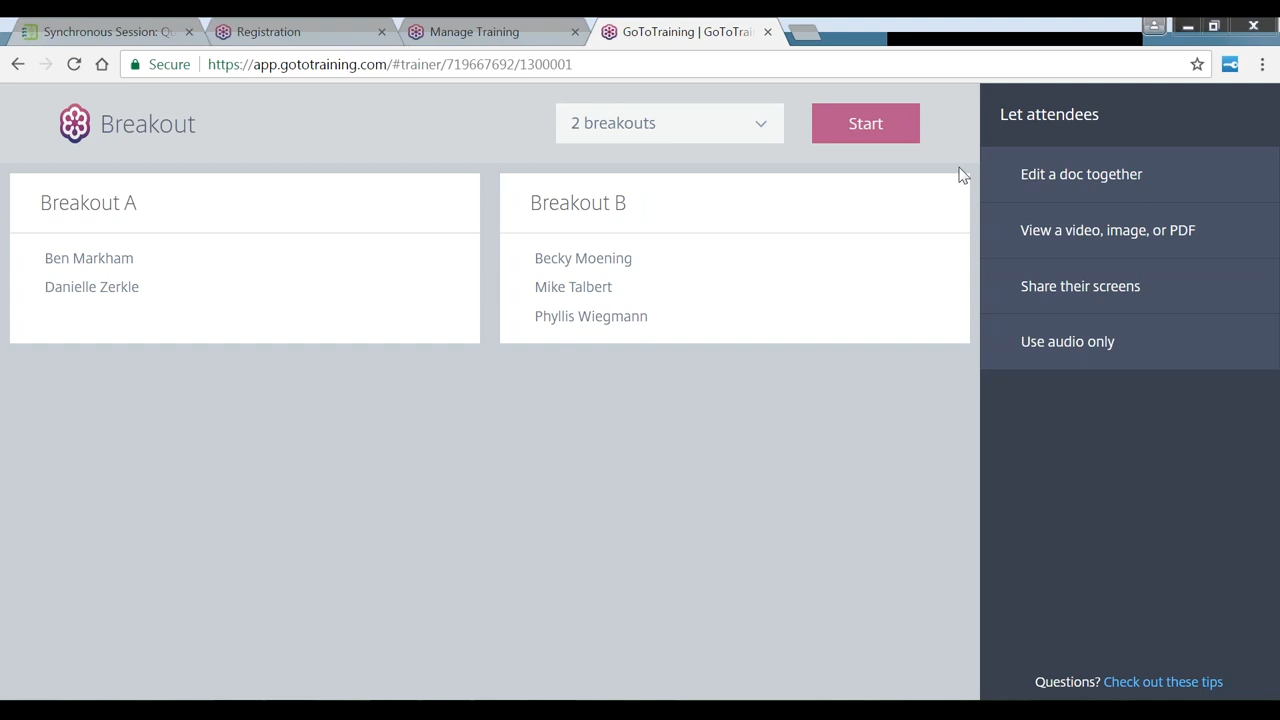 Synchronous Session: Qu
Registration
Manage Training
GoToTraining | GoToTrain
Secure
https://app.gototraining.com/#trainer/719667692/1300001
Breakout
2 breakouts
Start
Let attendees
Edit a doc together
View a video, image, or PDF
Share their screens
Use audio only
Breakout A
Ben Markham
Danielle Zerkle
Breakout B
Becky Moening
Mike Talbert
Phyllis Wiegmann
Questions? Check out these tips